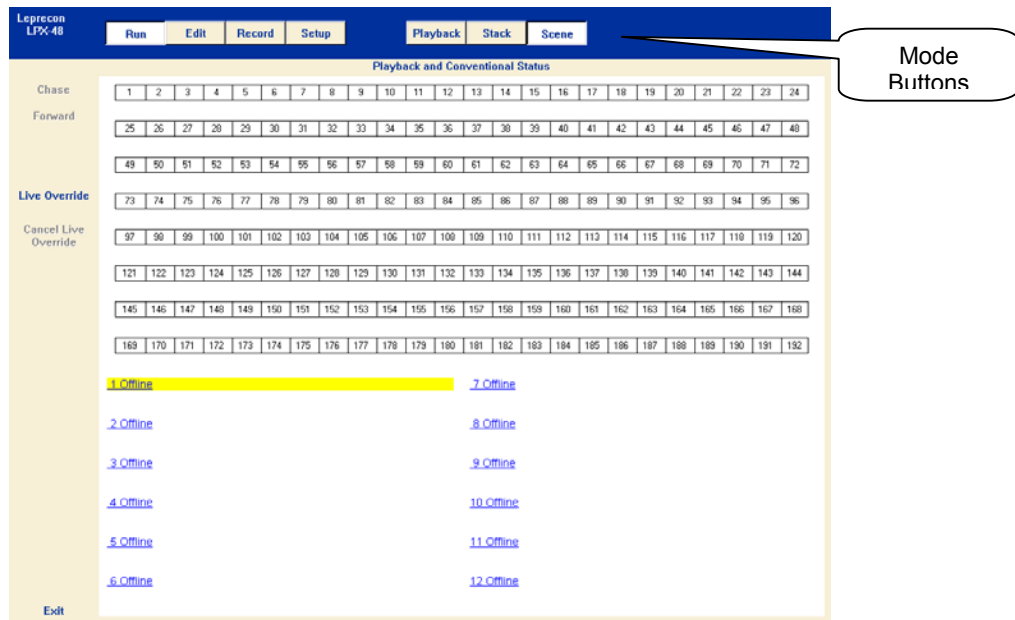 Leprecon
LPX-48
Run Edit Record Setup Playback Stack Scene
Mode
Buttons
Playback and Conventional Status
Chase
Forward
Live Override
Cancel Live
Override
1 2 3 4 5 6 7 8 9 10 11 12 13 14 15 16 17 18 19 20 21 22 23 24
25 26 27 28 29 30 31 32 33 34 35 36 37 38 39 40 41 42 43 44 45 46 47 48
49 50 51 52 53 54 55 56 57 58 59 60 61 62 63 64 65 66 67 68 69 70 71 72
73 74 75 76 77 78 79 80 81 82 83 84 85 86 87 88 89 90 91 92 93 94 95 96
97 98 99 100 101 102 103 104 105 106 107 108 109 110 111 112 113 114 115 116 117 118 119 120
121 122 123 124 125 126 127 128 129 130 131 132 133 134 135 136 137 138 139 140 141 142 143 144
145 146 147 148 149 150 151 152 153 154 155 156 157 158 159 160 161 162 163 164 165 166 167 168
169 170 171 172 173 174 175 176 177 178 179 180 181 182 183 184 185 186 187 188 189 190 191 192
1 Offline 7 Offline
2 Offline 8 Offline
3 Offline 9 Offline
4 Offline 10 Offline
5 Offline 11 Offline
6 Offline 12 Offline
Exit